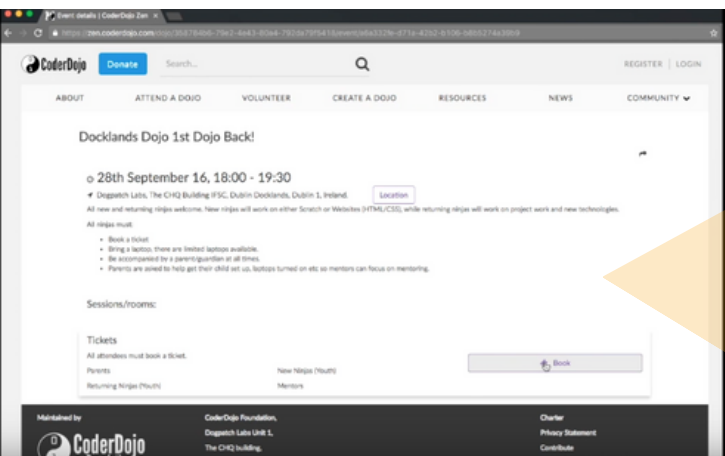 Event details | CoderDojo Zen
CoderDojo
Donate
Search...
REGISTER | LOGIN
ABOUT ATTEND A DOJO VOLUNTEER CREATE A DOJO RESOURCES NEWS COMMUNITY
Docklands Dojo 1st Dojo Back!
28th September 16, 18:00 - 19:30
Dogpatch Labs, The CHQ Building IFSC, Dublin Docklands, Dublin 1, Ireland. Location
All new and returning ninjas welcome. New ninjas will work on either Scratch or Websites (HTML/CSS), while returning ninjas will work on project work and new technologies.
All ninjas must:
• Book a ticket
• Bring a laptop, there are limited laptops available.
• Be accompanied by a parent/guardian at all times.
• Parents are asked to help get their child set up, laptops turned on etc so mentors can focus on mentoring.
Sessions/rooms:
Tickets
All attendees must book a ticket.
Book
Parents New Ninjas (Youth)
Returning Ninjas (Youth) Mentors
Maintained by CoderDojo Foundation, Charter
Dogpatch Labs Unit 1, Privacy Statement
CoderDojo The CHQ building, Contribute